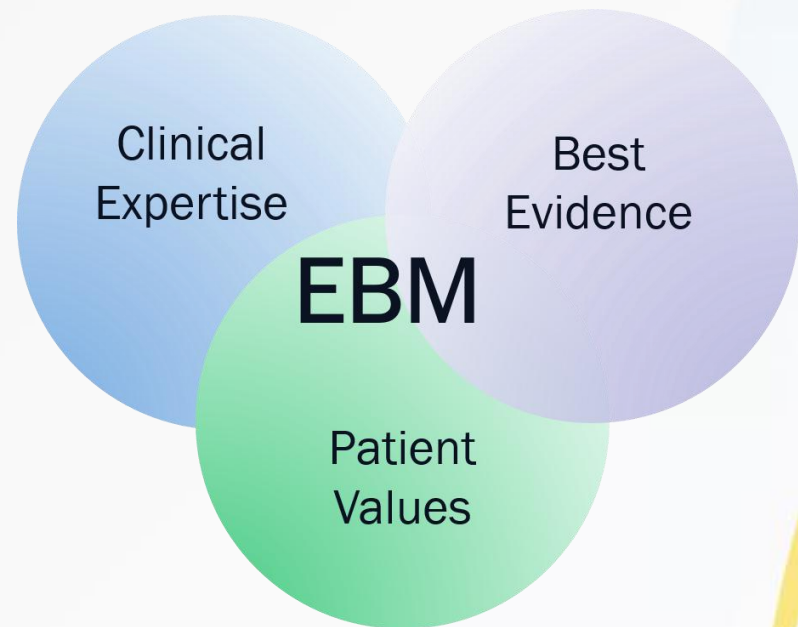 Clinical
Expertise
Best
Evidence
EBM
Patient
Values